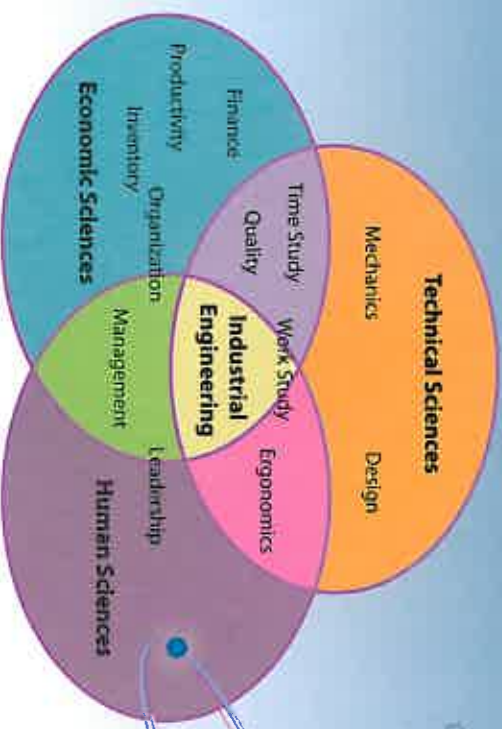 Technical Sciences
Mechanics
Design
Time Study
Quality
Work Study
Ergonomics
Finance
Productivity
Inventory
Organization
Economic Sciences
Industrial
Engineering
Management
Leadership
Human Sciences